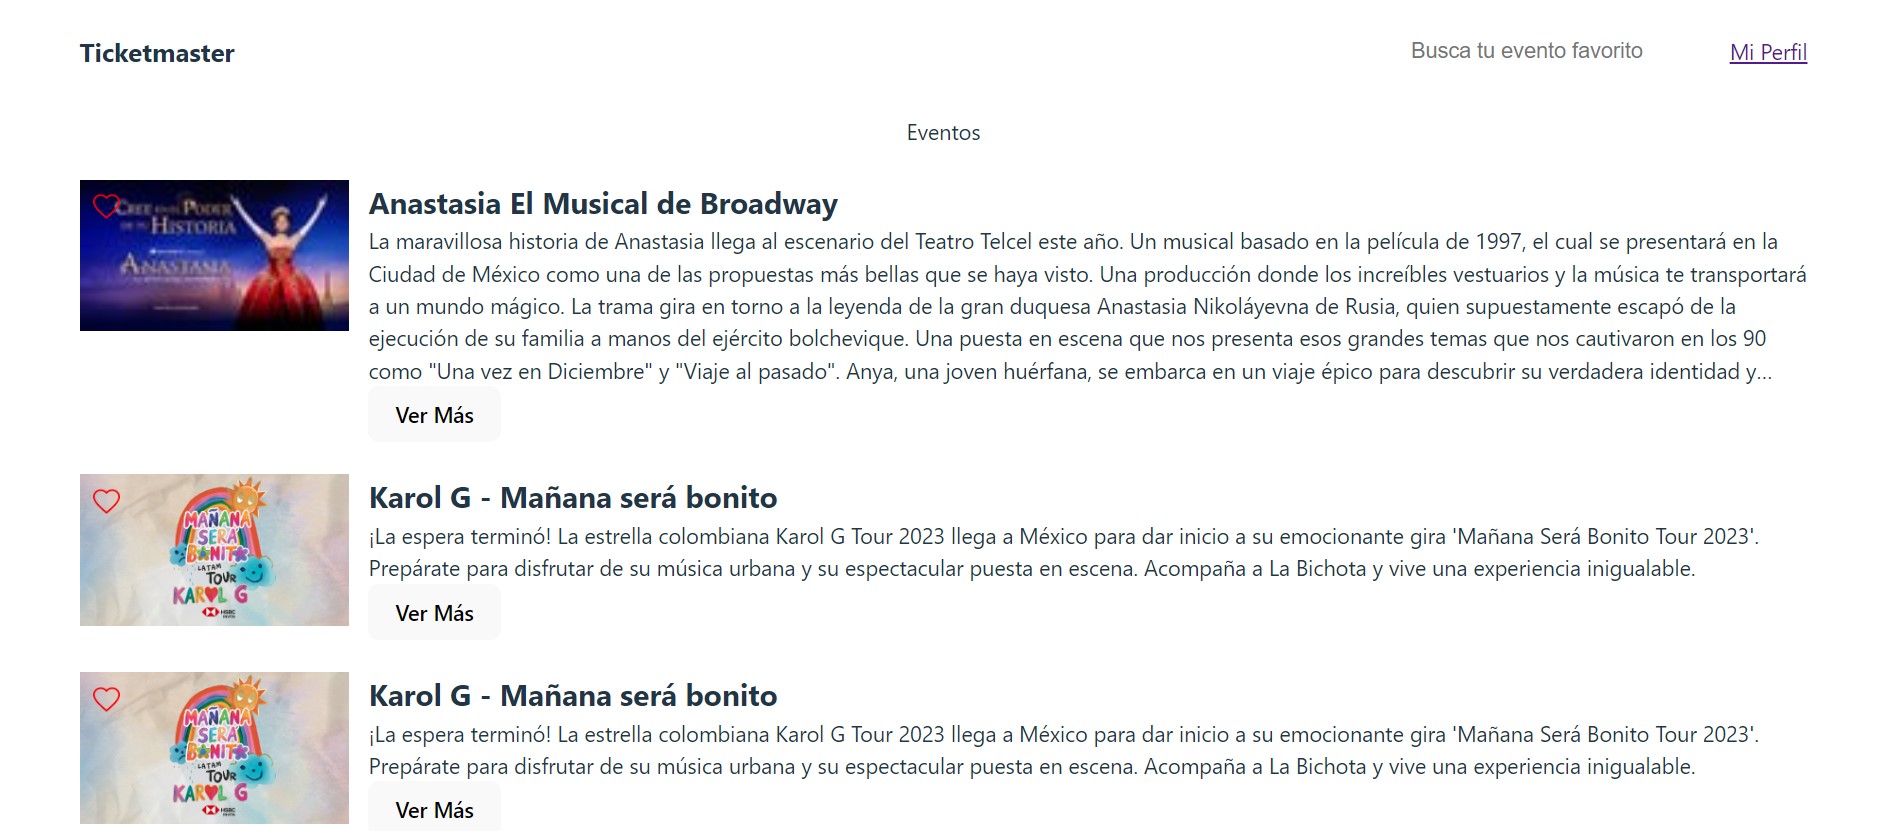 Ticketmaster
Busca tu evento favorito
Mi Perfil
Eventos
CREE EN EL PODER
DE TU HISTORIA
ANASTASIA
Anastasia El Musical de Broadway
La maravillosa historia de Anastasia llega al escenario del Teatro Telcel este año. Un musical basado en la película de 1997, el cual se presentará en la
Ciudad de México como una de las propuestas más bellas que se haya visto. Una producción donde los increíbles vestuarios y la música te transportará
a un mundo mágico. La trama gira en torno a la leyenda de la gran duquesa Anastasia Nikoláyevna de Rusia, quien supuestamente escapó de la
ejecución de su familia a manos del ejército bolchevique. Una puesta en escena que nos presenta esos grandes temas que nos cautivaron en los 90
como "Una vez en Diciembre" y "Viaje al pasado". Anya, una joven huérfana, se embarca en un viaje épico para descubrir su verdadera identidad y...
Ver Más
MAÑANA
SERÁ
BONITO
LATAM
TOUR
KAROL G
HSBC
Karol G - Mañana será bonito
¡La espera terminó! La estrella colombiana Karol G Tour 2023 llega a México para dar inicio a su emocionante gira 'Mañana Será Bonito Tour 2023'.
Prepárate para disfrutar de su música urbana y su espectacular puesta en escena. Acompaña a La Bichota y vive una experiencia inigualable.
Ver Más
MAÑANA
SERÁ
BONITO
LATAM
TOUR
KAROL G
HSBC
Karol G - Mañana será bonito
¡La espera terminó! La estrella colombiana Karol G Tour 2023 llega a México para dar inicio a su emocionante gira 'Mañana Será Bonito Tour 2023'.
Prepárate para disfrutar de su música urbana y su espectacular puesta en escena. Acompaña a La Bichota y vive una experiencia inigualable.
Ver Más